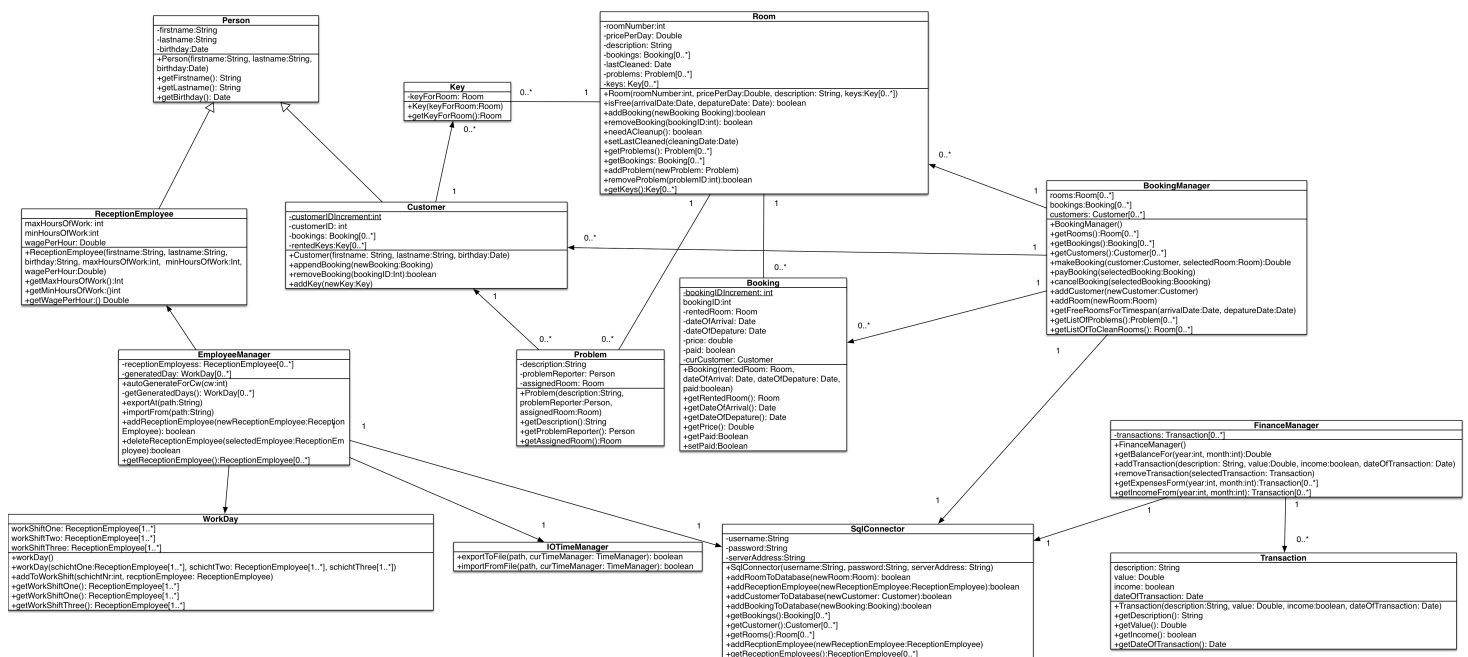 Person
-firstname:String
-lastname:String
-birthday:Date
+Person(firstname:String, lastname:String,
birthday:Date)
+getFirstname(): String
+getLastname(): String
+getBirthday(): Date
Key
-keyForRoom: Room
+Key(keyForRoom:Room)
+getKeyForRoom():Room
0..*
1
0..*
1
Room
-roomNumber:int
-pricePerDay: Double
-description: String
-bookings: Booking[0..*]
-lastCleaned: Date
-problems: Problem[0..*]
-keys: Key[0..*]
+Room(roomNumber:int, pricePerDay:Double, description: String, keys:Key[0..*])
+isFree(arrivalDate:Date, depatureDate: Date): boolean
+addBooking(newBooking Booking):boolean
+removeBooking(bookingID:int): boolean
+needACleanup(): boolean
+setLastCleaned(cleaningDate:Date)
+getProblems(): Problem[0..*]
+getBookings: Booking[0..*]
+addProblem(newProblem: Problem)
+removeProblem(problemID:int):boolean
+getKeys():Key[0..*]
1
1
0..*
1
BookingManager
rooms:Room[0..*]
bookings:Booking[0..*]
customers: Customer[0..*]
+BookingManager()
+getRooms():Room[0..*]
+getBookings():Booking[0..*]
+getCustomers():Customer[0..*]
+makeBooking(customer:Customer, selectedRoom:Room):Double
+payBooking(selectedBooking:Booking)
+cancelBooking(selectedBooking:Booking)
+addCustomer(newCustomer:Customer)
+addRoom(newRoom:Room)
+getFreeRoomsForTimespan(arrivalDate:Date, depatureDate:Date)
+getListOfProblems():Problem[0..*]
+getListOfToCleanRooms(): Room[0..*]
ReceptionEmployee
maxHoursOfWork: int
minHoursOfWork:int
wagePerHour: Double
+ReceptionEmployee(firstname:String, lastname:String,
birthday:String, maxHoursOfWork:int, minHoursOfWork:Int,
wagePerHour:Double)
+getMaxHoursOfWork():Int
+getMinHoursOfWork:()int
+getWagePerHour:() Double
Customer
-customerIDIncrement:int
-customerID: int
-bookings: Booking[0..*]
-rentedKeys:Key[0..*]
+Customer(firstname: String, lastname:String, birthday:Date)
+appendBooking(newBooking:Booking)
+removeBooking(bookingID:Int):boolean
+addKey(newKey:Key)
0..*
1
1
0..*
0..*
0..*
0..*
1
1
Booking
-bookingIDIncrement: int
bookingID:int
-rentedRoom: Room
-dateOfArrival: Date
-dateOfDepature: Date
-price: double
-paid: boolean
-curCustomer: Customer
+Booking(rentedRoom: Room,
dateOfArrival: Date, dateOfDepature: Date,
paid:boolean)
+getRentedRoom(): Room
+getDateOfArrival(): Date
+getDateOfDepature(): Date
+getPrice(): Double
+getPaid:Boolean
+setPaid:Boolean
EmployeeManager
-receptionEmployess: ReceptionEmployee[0..*]
-generatedDay: WorkDay[0..*]
+autoGenerateForCw(cw:int)
-getGeneratedDays(): WorkDay[0..*]
+exportAt(path:String)
+importFrom(path:String)
+addReceptionEmployee(newReceptionEmployee:Reception
Employee): boolean
+deleteReceptionEmployee(selectedEmployee:ReceptionEm
ployee):boolean
+getReceptionEmployee():ReceptionEmployee[0..*]
1
Problem
-description:String
-problemReporter: Person
-assignedRoom: Room
+Problem(description:String,
problemReporter:Person,
assignedRoom:Room)
+getDescription():String
+getProblemReporter(): Person
+getAssignedRoom():Room
FinanceManager
-transactions: Transaction[0..*]
+FinanceManager()
+getBalanceFor(year:int, month:int):Double
+addTransaction(description: String, value:Double, income:boolean, dateOfTransaction: Date)
+removeTransaction(selectedTransaction: Transaction)
+getExpensesForm(year:int, month:int):Transaction[0..*]
+getIncomeFrom(year:int, month:int): Transaction[0..*]
1
1
1
0..*
WorkDay
workShiftOne: ReceptionEmployee[1..*]
workShiftTwo: ReceptionEmployee[1..*]
workShiftThree: ReceptionEmployee[1..*]
+workDay()
+workDay(schichtOne:ReceptionEmployee[1..*], schichtTwo: ReceptionEmployee[1..*], schichtThree[1..*])
+addToWorkShift(schichtNr:int, recptionEmployee: ReceptionEmployee)
+getWorkShiftOne(): ReceptionEmployee[1..*]
+getWorkShiftOne(): ReceptionEmployee[1..*]
+getWorkShiftThree(): ReceptionEmployee[1..*]
1
IOTimeManager
+exportToFile(path, curTimeManager: TimeManager): boolean
+importFromFile(path, curTimeManager: TimeManager): boolean
1
1
1
SqlConnector
-username:String
-password:String
-serverAddress:String
+SqlConnector(username:String, password:String, serverAddress: String)
+addRoomToDatabase(newRoom:Room): boolean
+addReceptionEmployee(newReceptionEmployee:ReceptionEmployee):boolean
+addCustomerToDatabase(newCustomer: Customer):boolean
+addBookingToDatabase(newBooking:Booking):boolean
+getBookings():Booking[0..*]
+getCustomer():Customer[0..*]
+getRooms():Room[0..*]
+addRecptionEmployee(newReceptionEmployee:ReceptionEmployee)
+getReceptionEmployees():ReceptionEmployee[0..*]
Transaction
description: String
value: Double
income: boolean
dateOfTransaction: Date
+Transaction(description:String, value: Double, income:boolean, dateOfTransaction: Date)
+getDescription(): String
+getValue(): Double
+getIncome(): boolean
+getDateOfTransaction(): Date